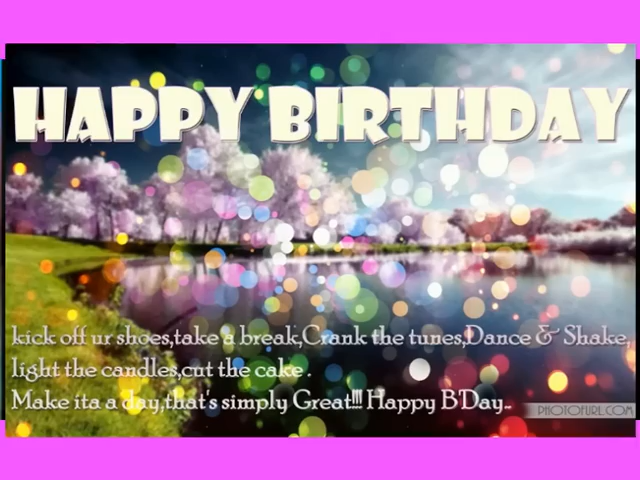 HAPPY BIRTHDAY
kick off ur shoes,take a break,Crank the tunes,Dance & Shake,
light the candles,cnt the cake .
Make ita a day,that's simply Great!!! Happy B'Day..
PHOTOFURL.COM